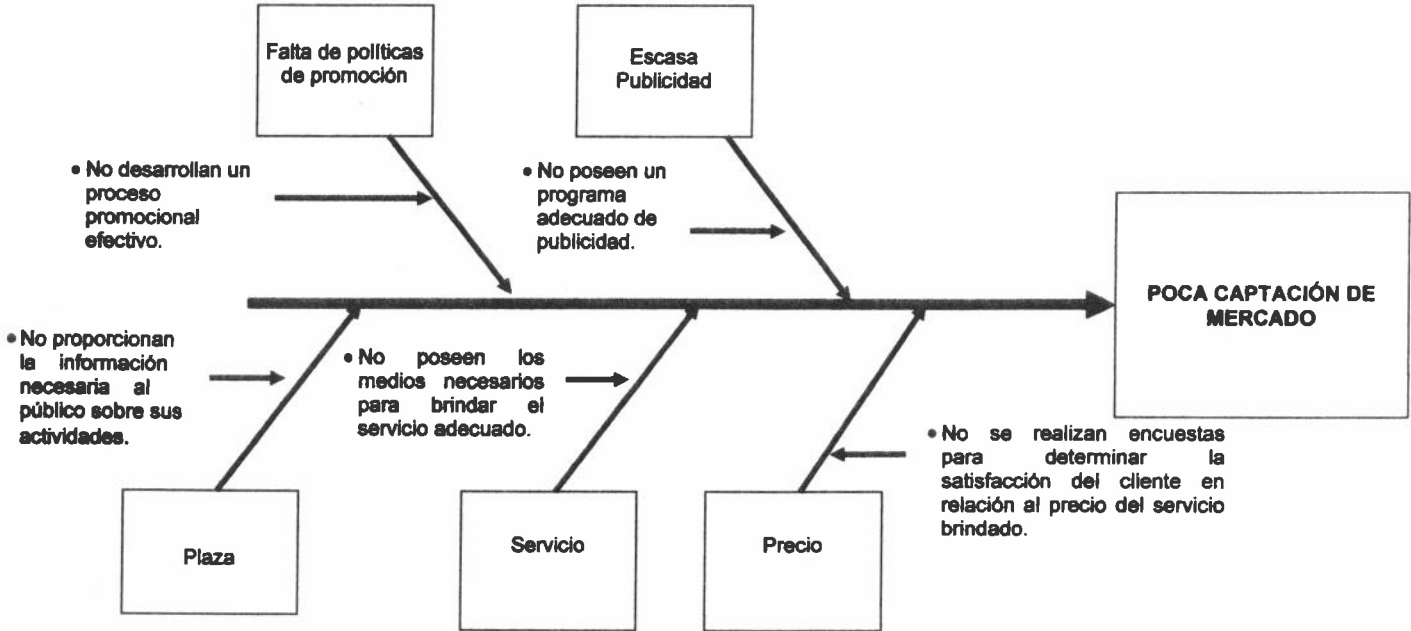 Falta de políticas
de promoción
Escasa
Publicidad
• No desarrollan un
proceso
promocional
efectivo.
• No poseen un
programa
adecuado de
publicidad.
POCA CAPTACIÓN DE
MERCADO
• No proporcionan
la información
necesaria al
público sobre sus
actividades.
• No poseen los
medios necesarios
para brindar el
servicio adecuado.
• No se realizan encuestas
para determinar la
satisfacción del cliente en
relación al precio del servicio
brindado.
Plaza
Servicio
Precio